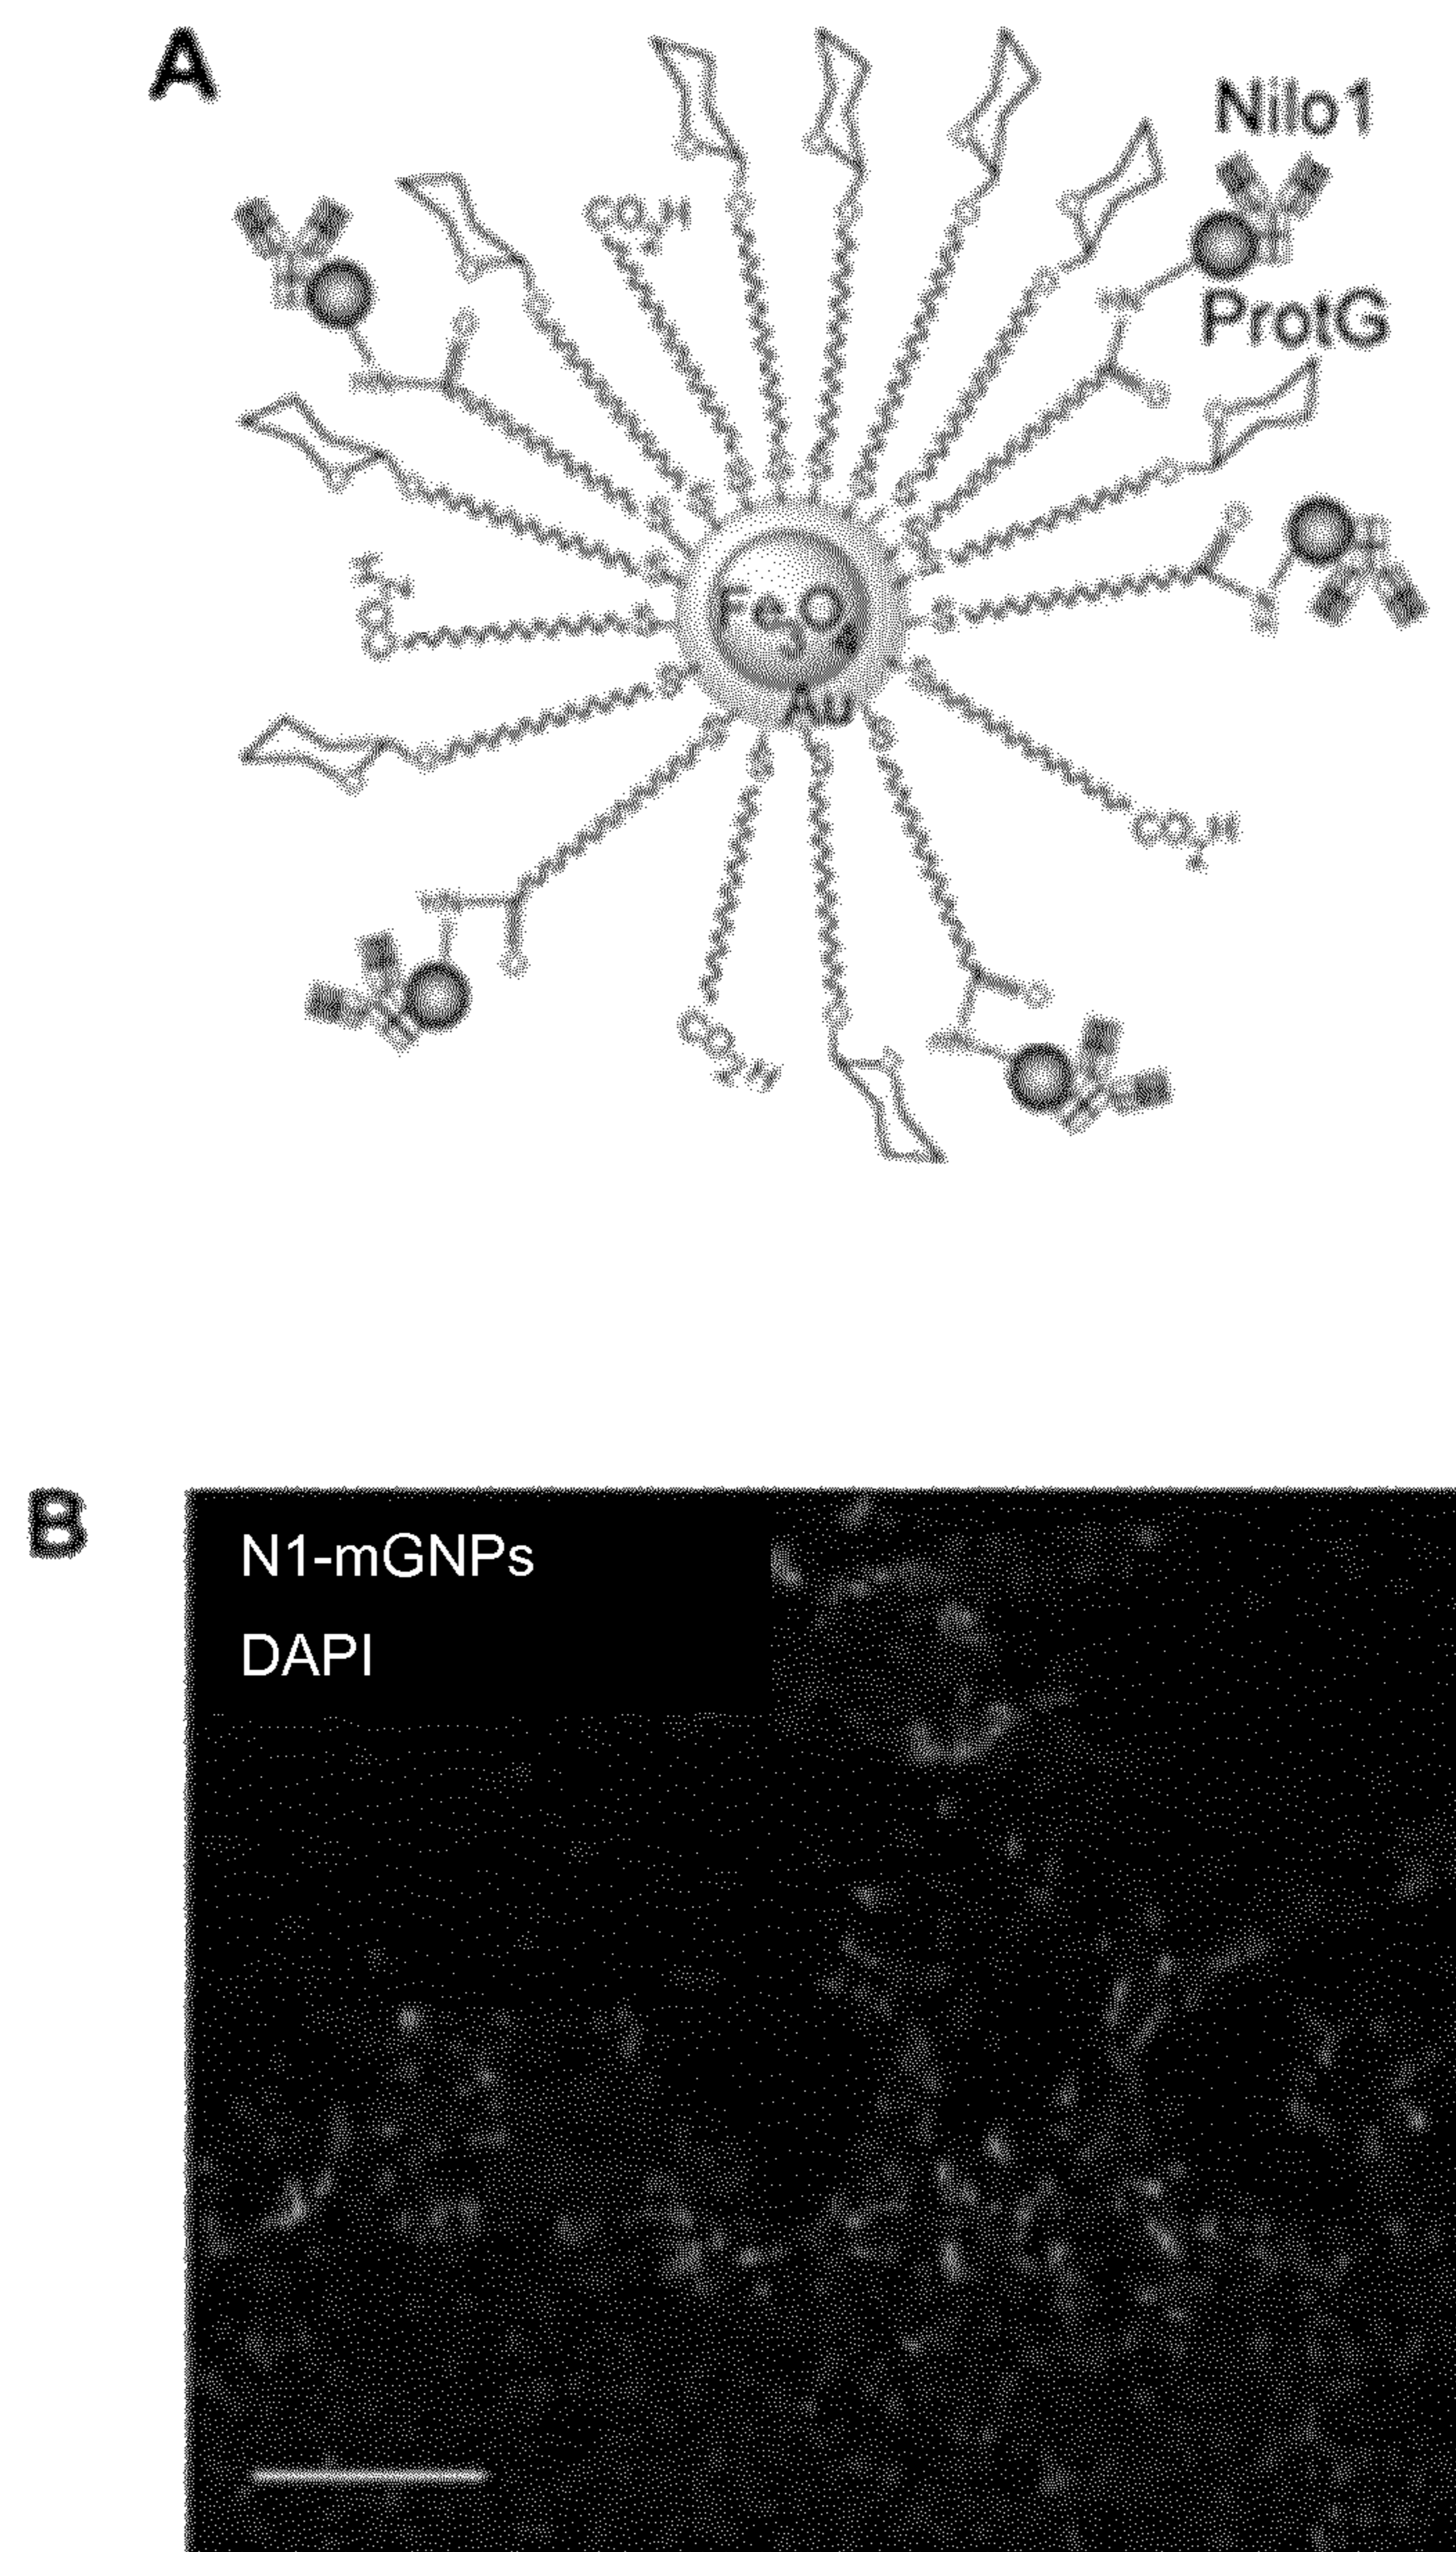 A
Nilo1
CO2H
ProtG
Fe3O4
Au
CO2H
CO2H
B
N1-mGNPs
DAPI